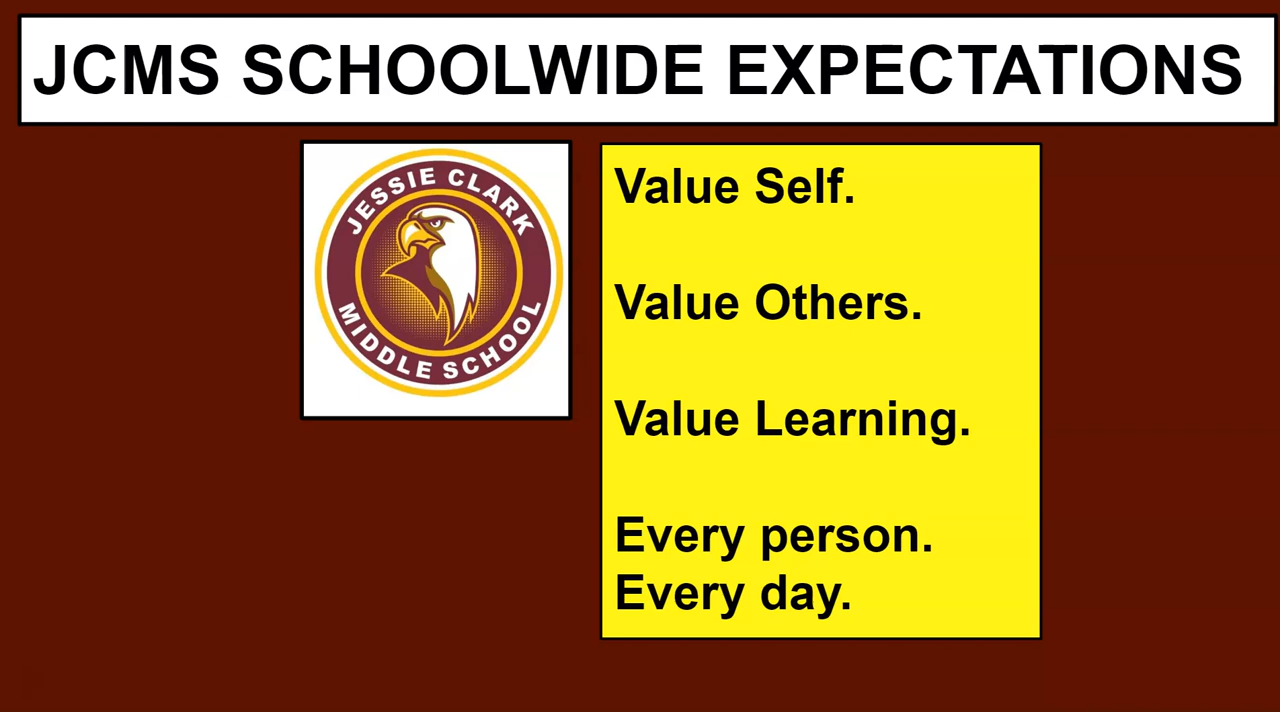 JCMS SCHOOLWIDE EXPECTATIONS
JESSIE CLARK
MIDDLE SCHOOL
Value Self.
Value Others.
Value Learning.
Every person.
Every day.